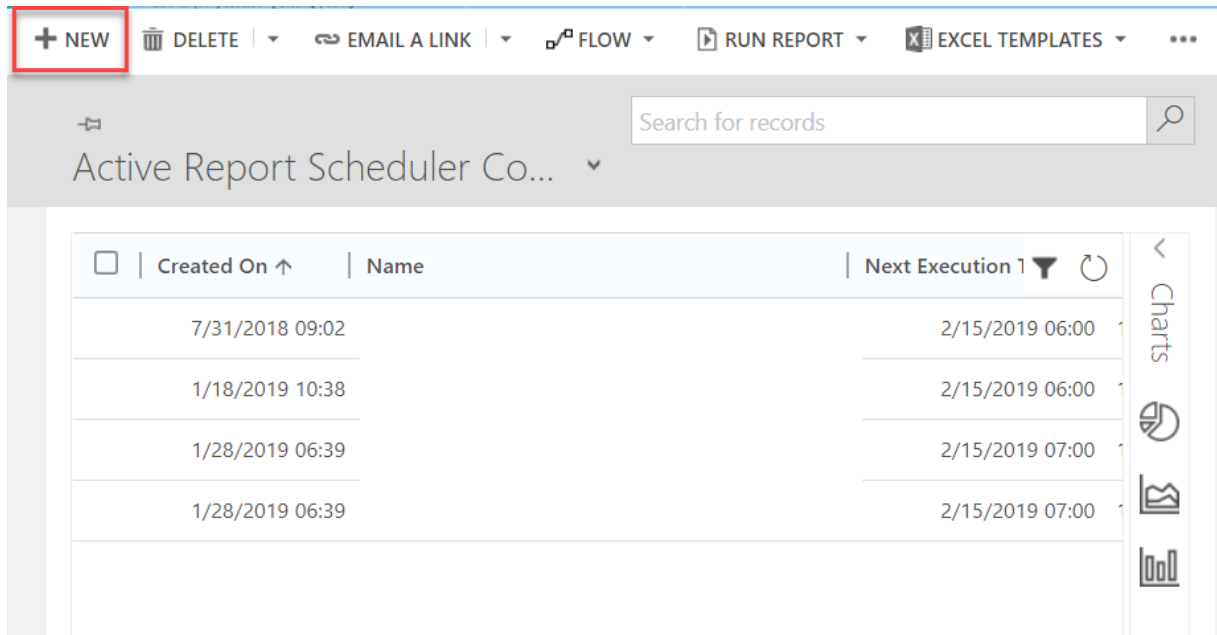 NEW DELETE EMAIL A LINK FLOW RUN REPORT EXCEL TEMPLATES
Search for records
Active Report Scheduler Co...
Created On Name Next Execution
Charts
7/31/2018 09:02 2/15/2019 06:00
1/18/2019 10:38 2/15/2019 06:00
1/28/2019 06:39 2/15/2019 07:00
1/28/2019 06:39 2/15/2019 07:00